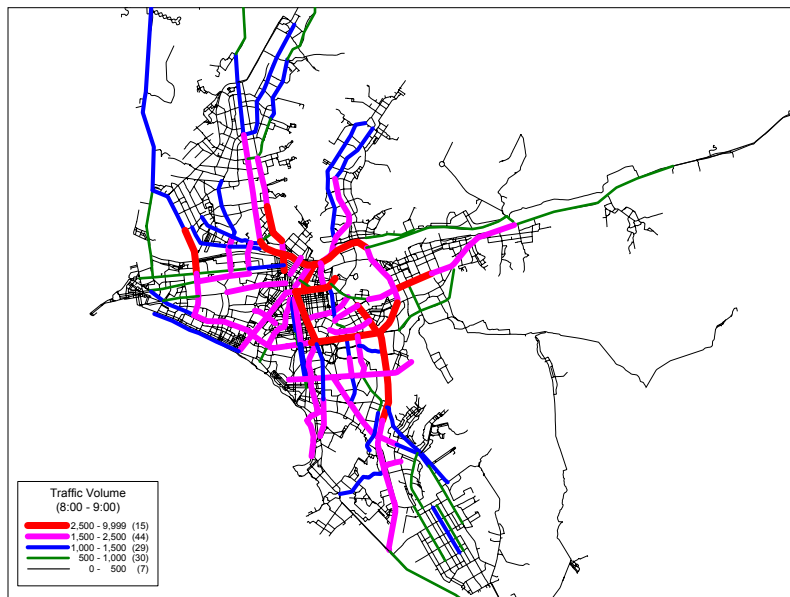 Traffic Volume
(8:00 - 9:00)
2,500 - 9,999 (15)
1,500 - 2,500 (44)
1,000 - 1,500 (29)
500 - 1,000 (30)
0 - 500 (7)